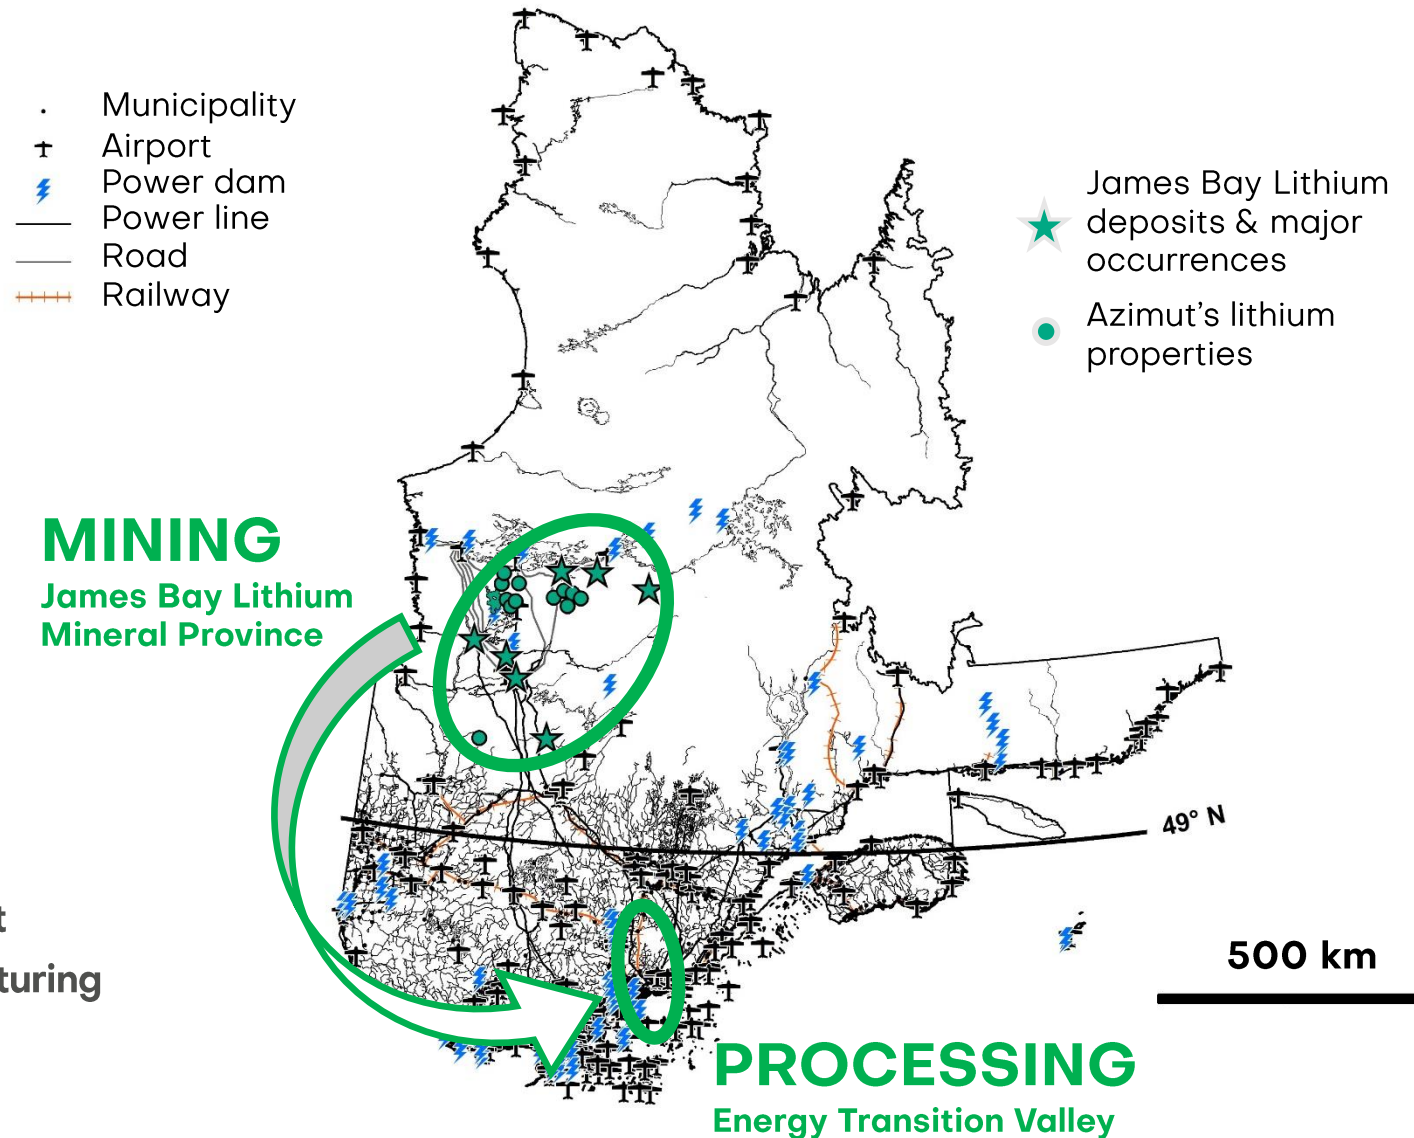 Municipality
Airport
Power dam
Power line
Road
Railway
James Bay Lithium
deposits & major
occurrences
Azimut’s lithium
properties
MINING
James Bay Lithium
Mineral Province
49° N
turing
500 km
PROCESSING
Energy Transition Valley